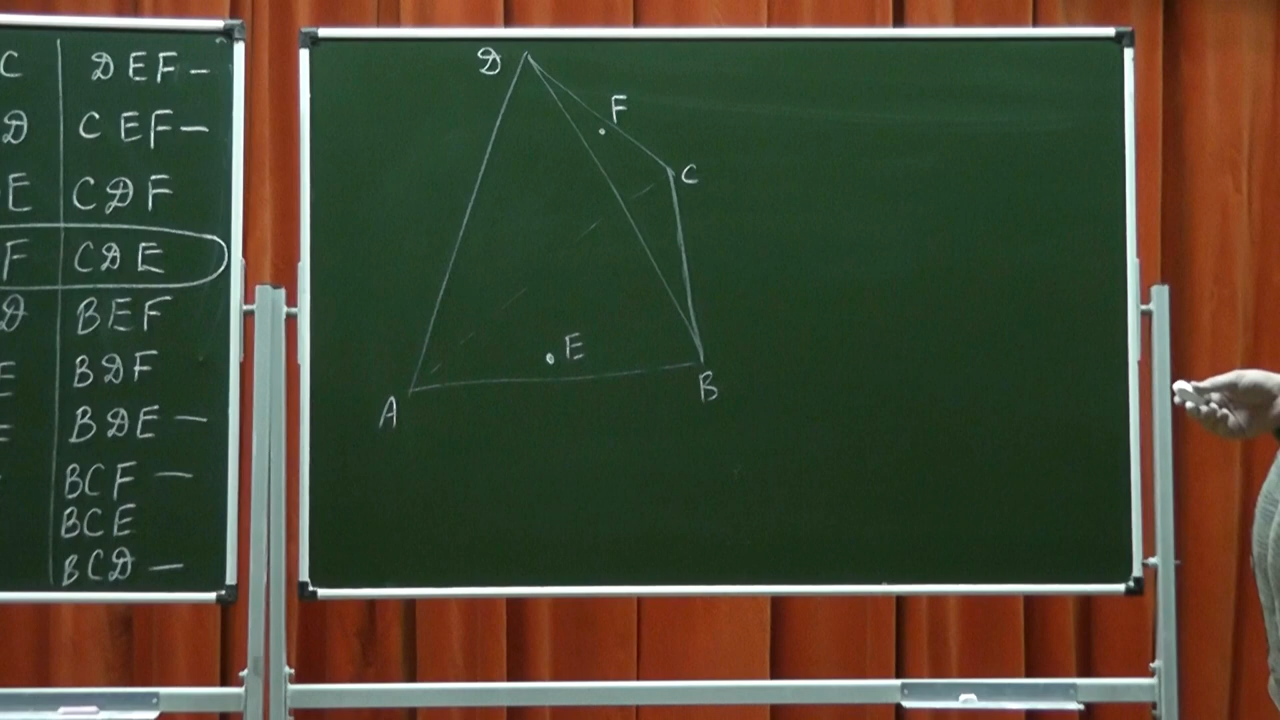 C DEF —
D CEF —
E CDF
F CDE
D BEF
E BDF
E BDE —
BCF —
BCE
BCD —
D
F
C
E
B
A